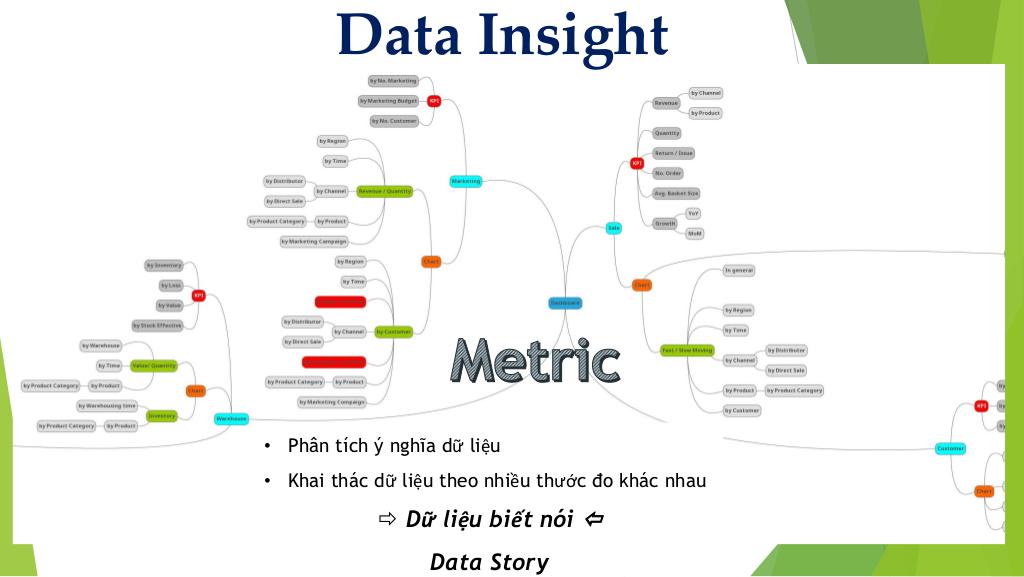 Data Insight
by No. Marketing
by Marketing Budget
by No. Customer
KPI
by Region
by Time
by Distributor
by Direct Sale
by Channel
by Product Category
by Product
by Marketing Campaign
Revenue / Quantity
Marketing
Chart
by Region
by Time
by Distributor
by Direct Sale
by Channel
by Product Category
by Product
by Marketing Campaign
by Customer
Revenue
by Channel
by Product
Quantity
Return / Issue
No. Order
Avg. Basket Size
Growth
YoY
MoM
KPI
Sale
Chart
Dashboard
In general
by Region
by Time
by Channel
by Distributor
by Direct Sale
by Product
by Product Category
by Customer
Fast / Slow Moving
by Inventory
by Loss
by Value
by Stock Effective
KPI
by Warehouse
by Time
by Product Category
by Product
Value/ Quantity
by Warehousing time
by Product Category
by Product
Inventory
Chart
Warehouse
Metric
KPI
by
by
by
Customer
Chart
• Phân tích ý nghĩa dữ liệu
• Khai thác dữ liệu theo nhiều thước đo khác nhau
⇨ Dữ liệu biết nói ⇦
Data Story